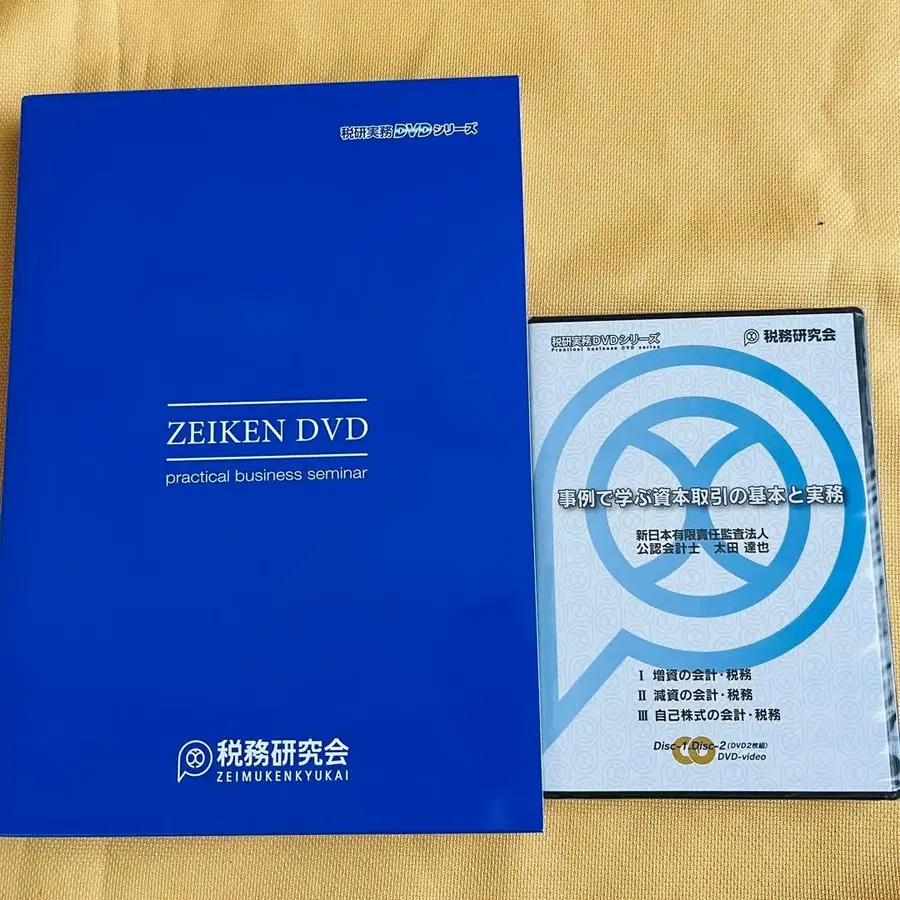 税研実務DVDシリーズ
ZEIKEN DVD
practical business seminar
税務研究会
ZEIMUKENKYUKAI
税研実務DVDシリーズ
Practical business DVD series
税務研究会
事例で学ぶ資本取引の基本と実務
新日本有限責任監査法人
公認会計士 太田 達也
Ⅰ 増資の会計・税務
Ⅱ 減資の会計・税務
Ⅲ 自己株式の会計・税務
Disc-1.Disc-2(DVD2枚組)
DVD-video